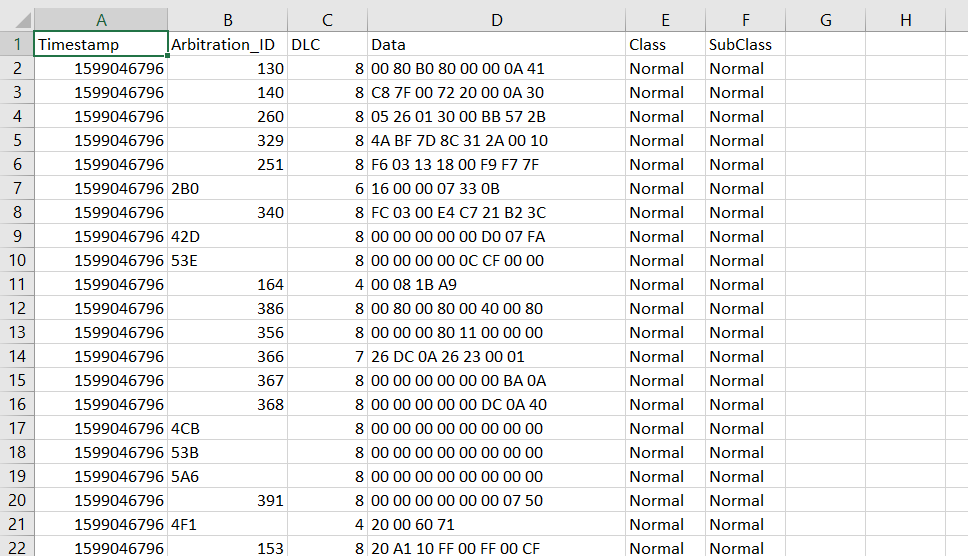 A B C D E F G H
1 Timestamp Arbitration_ID DLC Data Class SubClass
2 1599046796 130 8 00 80 B0 80 00 00 0A 41 Normal Normal
3 1599046796 140 8 C8 7F 00 72 20 00 0A 30 Normal Normal
4 1599046796 260 8 05 26 01 30 00 BB 57 2B Normal Normal
5 1599046796 329 8 4A BF 7D 8C 31 2A 00 10 Normal Normal
6 1599046796 251 8 F6 03 13 18 00 F9 F7 7F Normal Normal
7 1599046796 2B0 6 16 00 00 07 33 0B Normal Normal
8 1599046796 340 8 FC 03 00 E4 C7 21 B2 3C Normal Normal
9 1599046796 42D 8 00 00 00 00 00 D0 07 FA Normal Normal
10 1599046796 53E 8 00 00 00 00 0C CF 00 00 Normal Normal
11 1599046796 164 4 00 08 1B A9 Normal Normal
12 1599046796 386 8 00 80 00 80 00 40 00 80 Normal Normal
13 1599046796 356 8 00 00 00 80 11 00 00 00 Normal Normal
14 1599046796 366 7 26 DC 0A 26 23 00 01 Normal Normal
15 1599046796 367 8 00 00 00 00 00 00 BA 0A Normal Normal
16 1599046796 368 8 00 00 00 00 00 DC 0A 40 Normal Normal
17 1599046796 4CB 8 00 00 00 00 00 00 00 00 Normal Normal
18 1599046796 53B 8 00 00 00 00 00 00 00 00 Normal Normal
19 1599046796 5A6 8 00 00 00 00 00 00 00 00 Normal Normal
20 1599046796 391 8 00 00 00 00 00 00 07 50 Normal Normal
21 1599046796 4F1 4 20 00 60 71 Normal Normal
22 1599046796 153 8 20 A1 10 FF 00 FF 00 CF Normal Normal